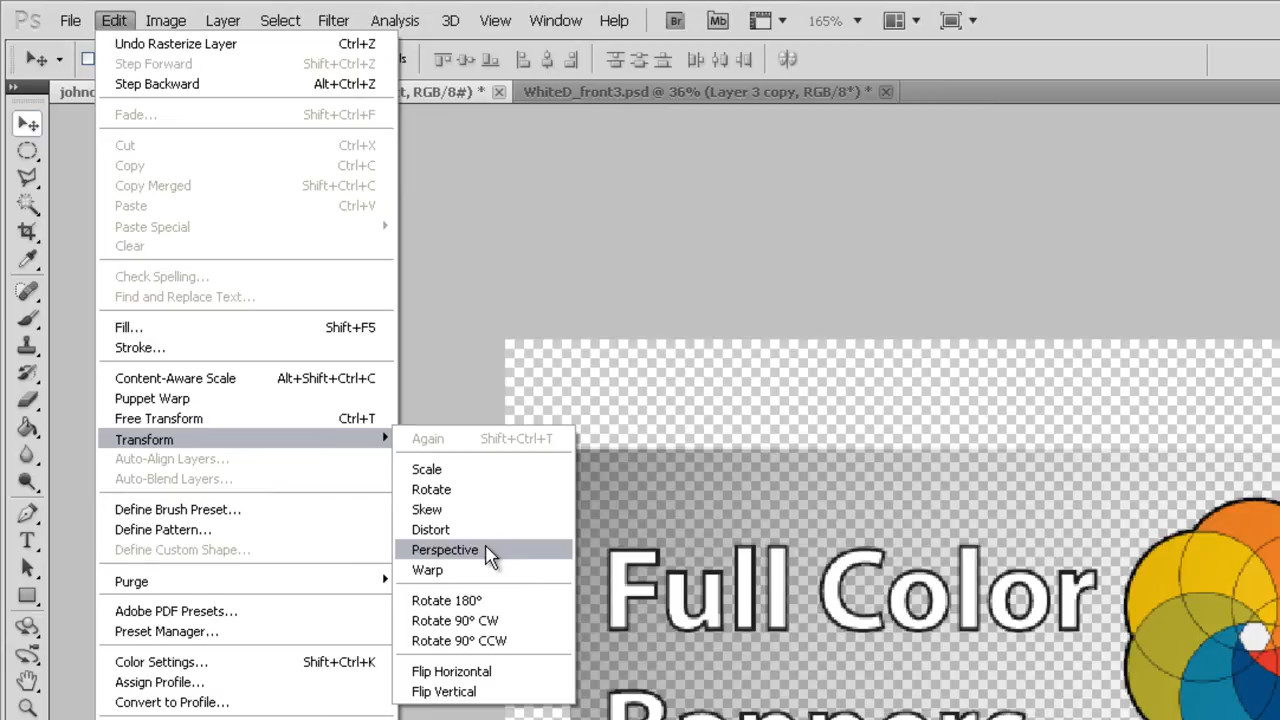 Ps File Edit Image Layer Select Filter Analysis 3D View Window Help Br Mb 165%
Undo Rasterize Layer Ctrl+Z
Step Forward Shift+Ctrl+Z
Step Backward Alt+Ctrl+Z
t, RGB/8#) * WhiteD_front3.psd @ 36% (Layer 3 copy, RGB/8*) *
Fade... Shift+Ctrl+F
Cut Ctrl+X
Copy Ctrl+C
Copy Merged Shift+Ctrl+C
Paste Ctrl+V
Paste Special
Clear
Check Spelling...
Find and Replace Text...
Fill... Shift+F5
Stroke...
Content-Aware Scale Alt+Shift+Ctrl+C
Puppet Warp
Free Transform Ctrl+T
Transform
Auto-Align Layers...
Auto-Blend Layers...
Define Brush Preset...
Define Pattern...
Define Custom Shape...
Purge
Adobe PDF Presets...
Preset Manager...
Color Settings... Shift+Ctrl+K
Assign Profile...
Convert to Profile...
Again Shift+Ctrl+T
Scale
Rotate
Skew
Distort
Perspective
Warp
Rotate 180°
Rotate 90° CW
Rotate 90° CCW
Flip Horizontal
Flip Vertical
Full Color
Banners